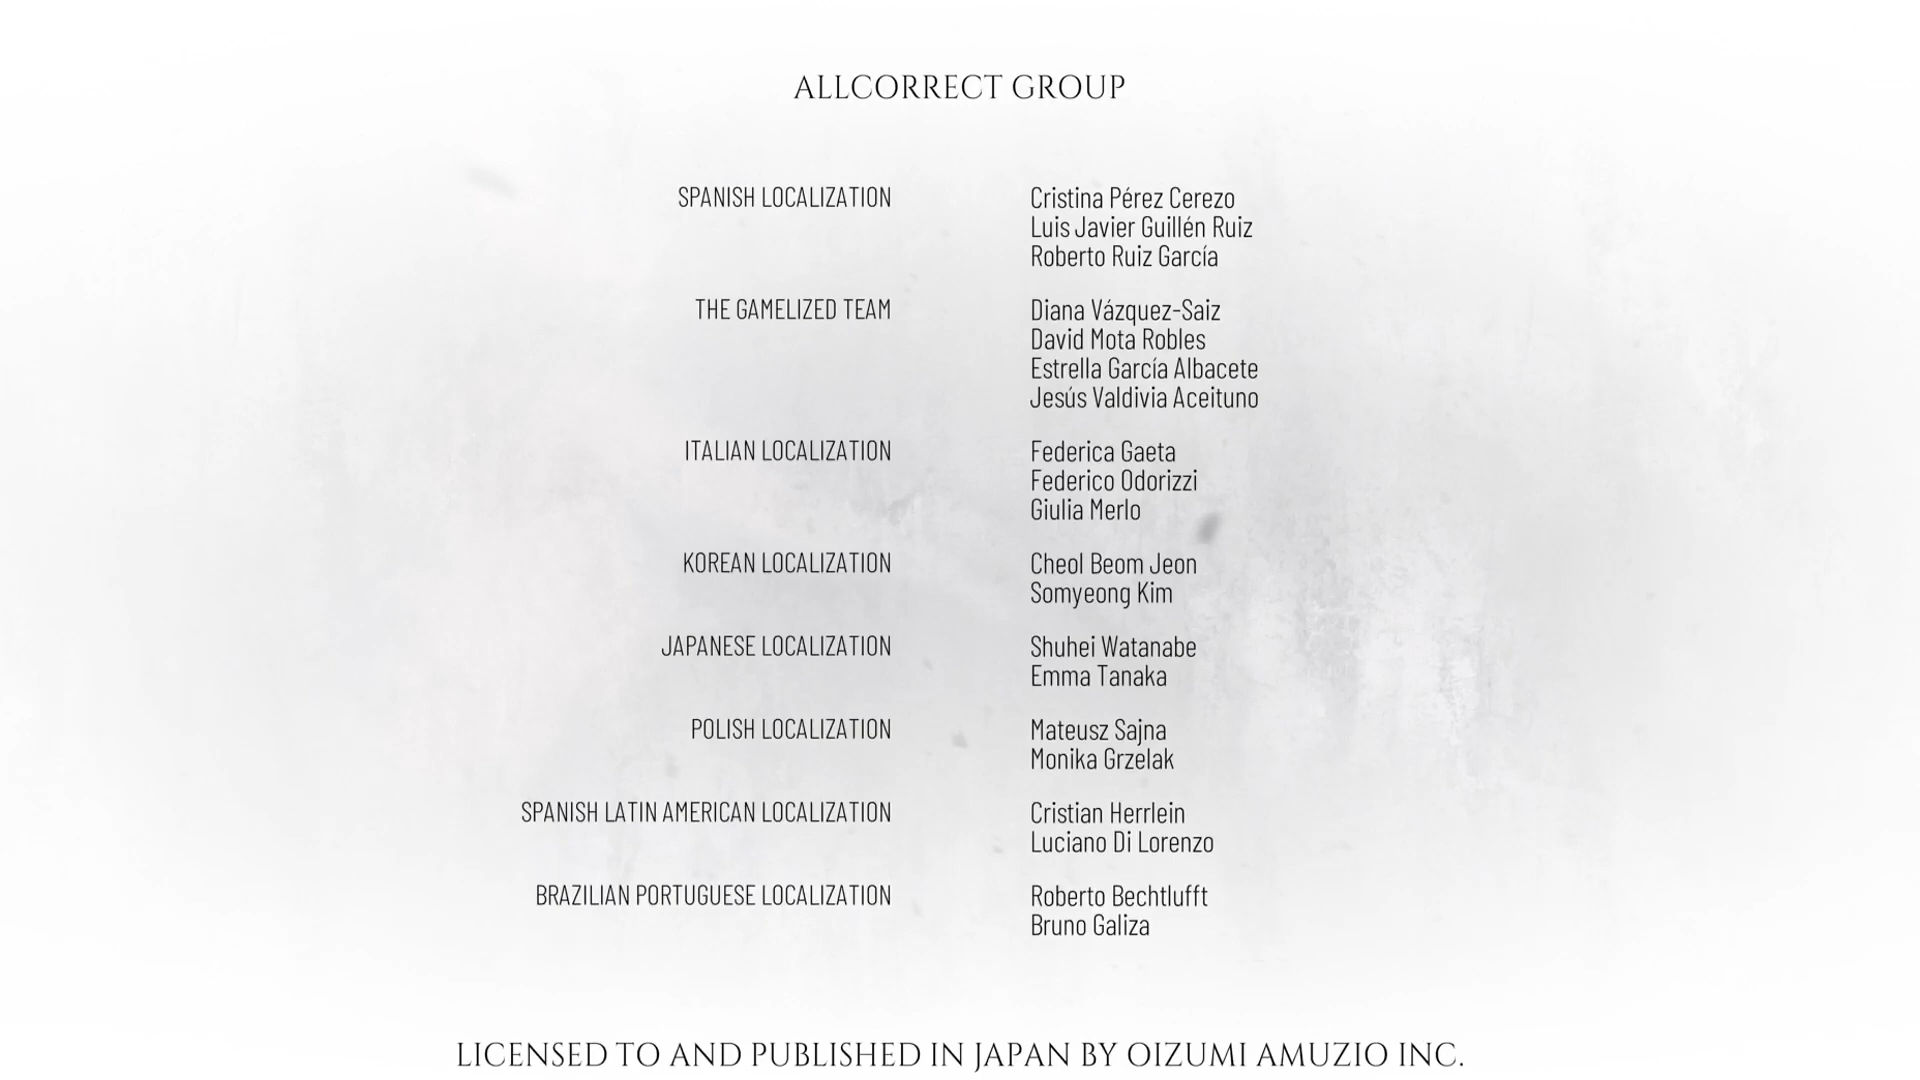 ALLCORRECT GROUP
SPANISH LOCALIZATION
Cristina Pérez Cerezo
Luis Javier Guillén Ruiz
Roberto Ruiz García
THE GAMELIZED TEAM
Diana Vázquez-Saiz
David Mota Robles
Estrella García Albacete
Jesús Valdivia Aceituno
ITALIAN LOCALIZATION
Federica Gaeta
Federico Odorizzi
Giulia Merlo
KOREAN LOCALIZATION
Cheol Beom Jeon
Somyeong Kim
JAPANESE LOCALIZATION
Shuhei Watanabe
Emma Tanaka
POLISH LOCALIZATION
Mateusz Sajna
Monika Grzelak
SPANISH LATIN AMERICAN LOCALIZATION
Cristian Herrlein
Luciano Di Lorenzo
BRAZILIAN PORTUGUESE LOCALIZATION
Roberto Bechtlufft
Bruno Galiza
LICENSED TO AND PUBLISHED IN JAPAN BY OIZUMI AMUZIO INC.